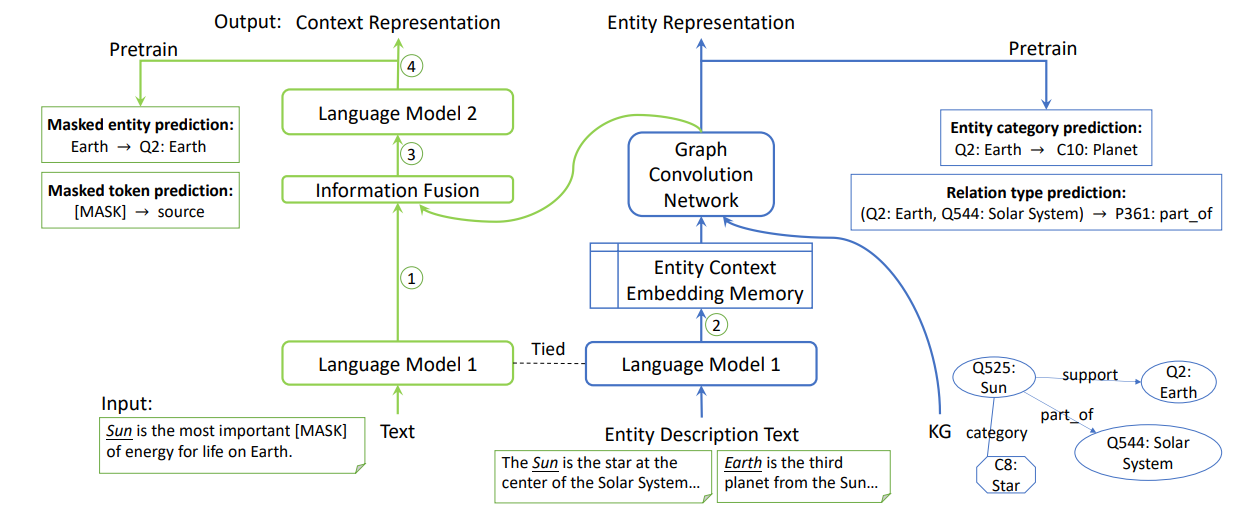 Output: Context Representation
Entity Representation
Pretrain
Pretrain
4
Language Model 2
Masked entity prediction:
Earth → Q2: Earth
Masked token prediction:
[MASK] → source
3
Information Fusion
Graph
Convolution
Network
Entity category prediction:
Q2: Earth → C10: Planet
Relation type prediction:
(Q2: Earth, Q544: Solar System) → P361: part_of
1
Entity Context
Embedding Memory
2
Language Model 1
Tied
Language Model 1
Input:
Sun is the most important [MASK]
of energy for life on Earth.
Text
Entity Description Text
The Sun is the star at the
center of the Solar System...
Earth is the third
planet from the Sun...
KG
Q525:
Sun
support
Q2:
Earth
part_of
category
Q544: Solar
System
C8:
Star